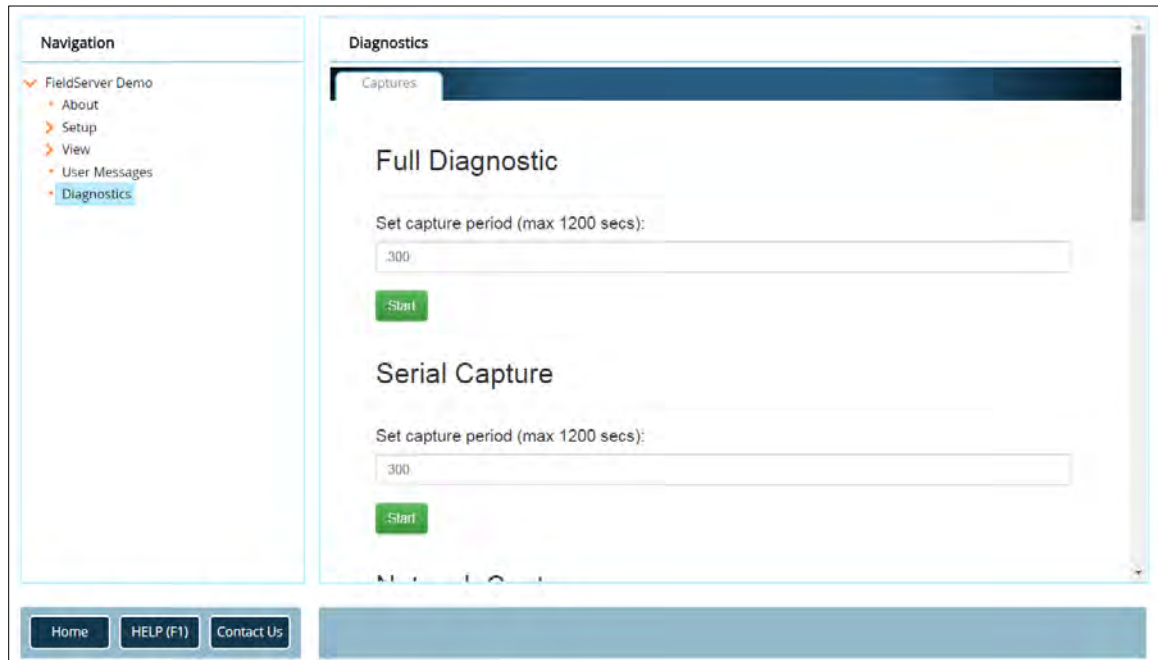 Navigation
FieldServer Demo
About
Setup
View
User Messages
Diagnostics
Diagnostics
Captures
Full Diagnostic
Set capture period (max 1200 secs):
300
Start
Serial Capture
Set capture period (max 1200 secs):
300
Start
Home
HELP (F1)
Contact Us